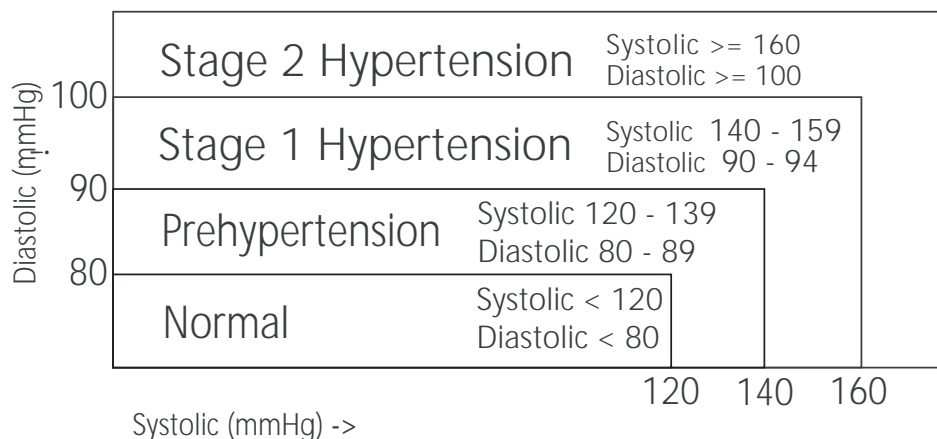 Stage 2 Hypertension
Systolic >= 160
Diastolic >= 100
100
Stage 1 Hypertension
Systolic 140 - 159
Diastolic 90 - 94
90
Prehypertension
Systolic 120 - 139
Diastolic 80 - 89
80
Normal
Systolic < 120
Diastolic < 80
Diastolic (mmHg)
120
140
160
Systolic (mmHg) ->